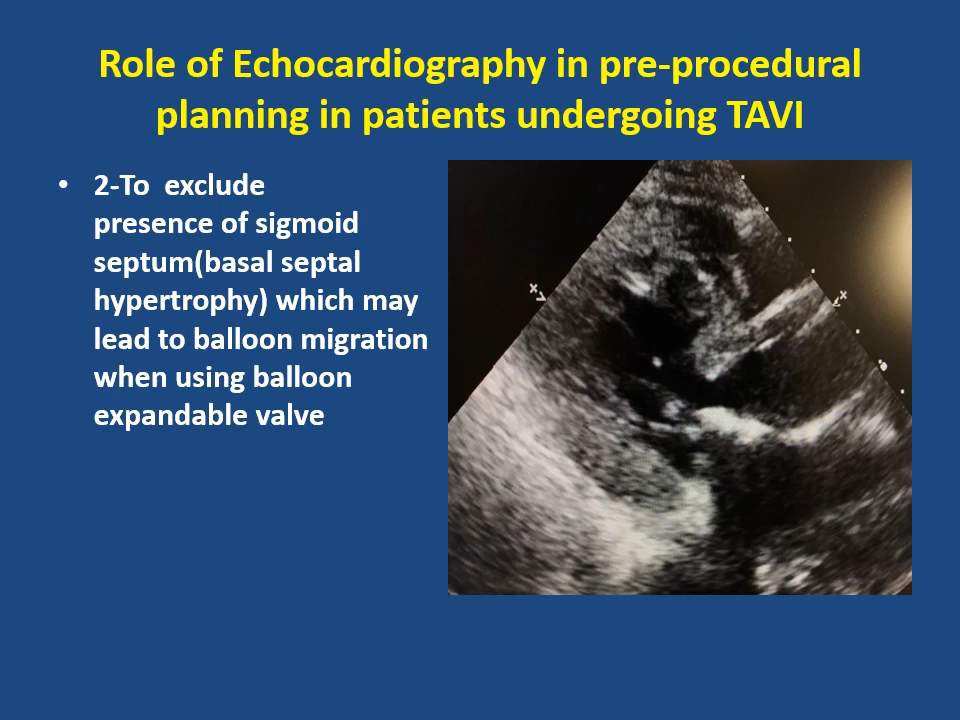 Role of Echocardiography in pre-procedural
planning in patients undergoing TAVI
• 2-To  exclude
presence of sigmoid
septum(basal septal
hypertrophy) which may
lead to balloon migration
when using balloon
expandable valve
x
x